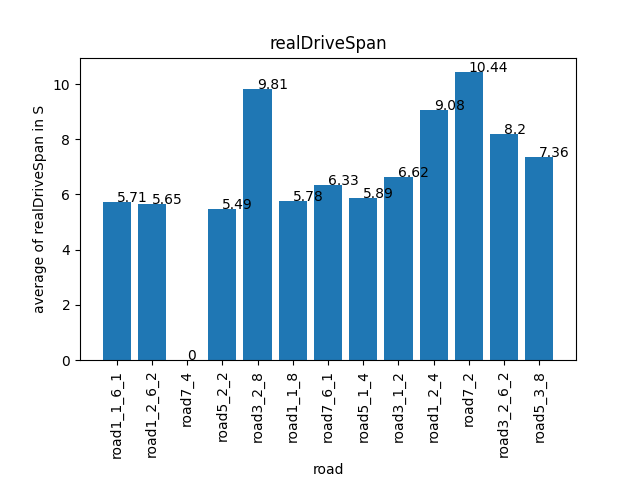 realDriveSpan
average of realDriveSpan in S
10
8
6
4
2
0
5.71
5.65
0
5.49
9.81
5.78
6.33
5.89
6.62
9.08
10.44
8.2
7.36
road1_1_6_1
road1_2_6_2
road7_4
road5_2_2
road3_2_8
road1_1_8
road7_6_1
road5_1_4
road3_1_2
road1_2_4
road7_2
road3_2_6_2
road5_3_8
road